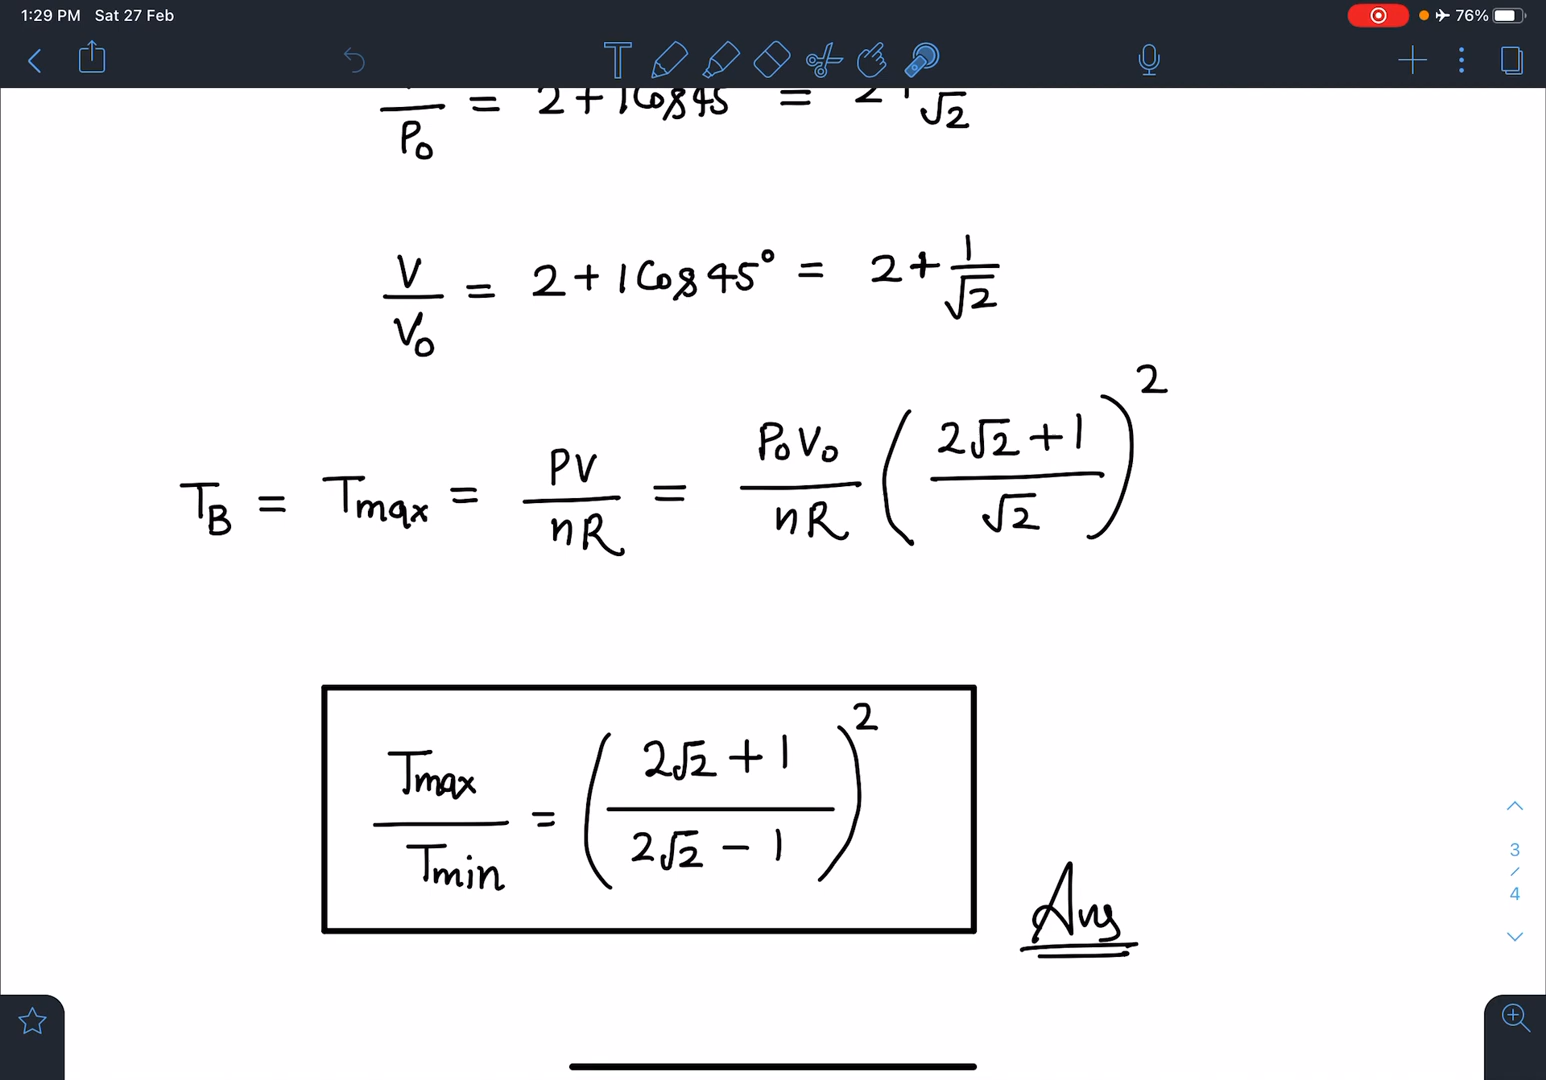 1:29 PM Sat 27 Feb
76%
P₀ = 2 + 1Cos45 = 2 + √2
V/V₀ = 2 + 1Cos45° = 2 + 1/√2
T_B = Tmax = PV/nR = P₀V₀/nR ((2√2 + 1)/√2)²
Tmax/Tmin = ((2√2 + 1)/(2√2 − 1))²
Ans
3
/
4